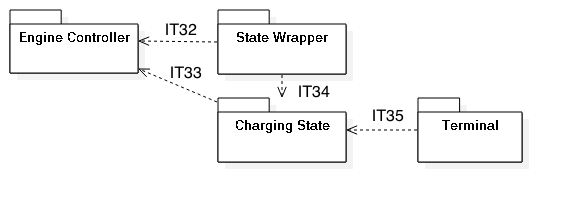 Engine Controller
IT32
State Wrapper
IT33
IT34
Charging State
IT35
Terminal